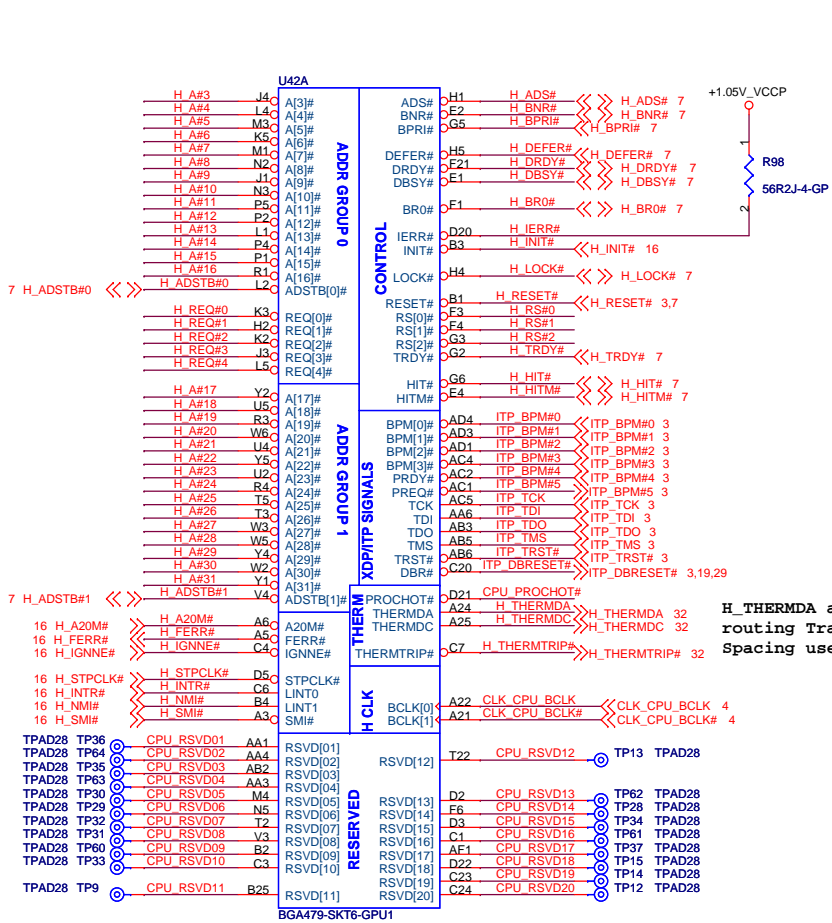 U42A
H_A#3 J4 A[3]# ADS# H1 H_ADS# H_ADS# 7
H_A#4 L4 A[4]# BNR# E2 H_BNR# H_BNR# 7
H_A#5 M3 A[5]# BPRI# G5 H_BPRI# H_BPRI# 7
H_A#6 K5 A[6]#
H_A#7 M1 A[7]# DEFER# H5 H_DEFER# H_DEFER# 7
H_A#8 N2 A[8]# DRDY# F21 H_DRDY# H_DRDY# 7
H_A#9 J1 A[9]# DBSY# E1 H_DBSY# H_DBSY# 7
H_A#10 N3 A[10]#
H_A#11 P5 A[11]# BR0# F1 H_BR0# H_BR0# 7
H_A#12 P2 A[12]#
H_A#13 L1 A[13]# IERR# D20 H_IERR#
H_A#14 P4 A[14]# INIT# B3 H_INIT# H_INIT# 16
H_A#15 P1 A[15]#
H_A#16 R1 A[16]# LOCK# H4 H_LOCK# H_LOCK# 7
7 H_ADSTB#0 H_ADSTB#0 L2 ADSTB[0]#
RESET# B1 H_RESET# H_RESET# 3,7
H_REQ#0 K3 REQ[0]# RS[0]# F3 H_RS#0
H_REQ#1 H2 REQ[1]# RS[1]# F4 H_RS#1
H_REQ#2 K2 REQ[2]# RS[2]# G3 H_RS#2
H_REQ#3 J3 REQ[3]# TRDY# G2 H_TRDY# H_TRDY# 7
H_REQ#4 L5 REQ[4]#
HIT# G6 H_HIT# H_HIT# 7
H_A#17 Y2 A[17]# HITM# E4 H_HITM# H_HITM# 7
H_A#18 U5 A[18]#
H_A#19 R3 A[19]# BPM[0]# AD4 ITP_BPM#0 ITP_BPM#0 3
H_A#20 W6 A[20]# BPM[1]# AD3 ITP_BPM#1 ITP_BPM#1 3
H_A#21 U4 A[21]# BPM[2]# AD1 ITP_BPM#2 ITP_BPM#2 3
H_A#22 Y5 A[22]# BPM[3]# AC4 ITP_BPM#3 ITP_BPM#3 3
H_A#23 U2 A[23]# PRDY# AC2 ITP_BPM#4 ITP_BPM#4 3
H_A#24 R4 A[24]# PREQ# AC1 ITP_BPM#5 ITP_BPM#5 3
H_A#25 T5 A[25]# TCK AC5 ITP_TCK ITP_TCK 3
H_A#26 T3 A[26]# TDI AA6 ITP_TDI ITP_TDI 3
H_A#27 W3 A[27]# TDO AB3 ITP_TDO ITP_TDO 3
H_A#28 W5 A[28]# TMS AB5 ITP_TMS ITP_TMS 3
H_A#29 Y4 A[29]# TRST# AB6 ITP_TRST# ITP_TRST# 3
H_A#30 W2 A[30]# DBR# C20 ITP_DBRESET# ITP_DBRESET# 3,19,29
H_A#31 Y1 A[31]#
7 H_ADSTB#1 H_ADSTB#1 V4 ADSTB[1]# PROCHOT# D21 CPU_PROCHOT#
THERMDA A24 H_THERMDA H_THERMDA 32
16 H_A20M# H_A20M# A6 A20M# THERMDC A25 H_THERMDC H_THERMDC 32
16 H_FERR# H_FERR# A5 FERR#
16 H_IGNNE# H_IGNNE# C4 IGNNE# THERMTRIP# C7 H_THERMTRIP# H_THERMTRIP# 32
16 H_STPCLK# H_STPCLK# D5 STPCLK#
16 H_INTR# H_INTR# C6 LINT0
16 H_NMI# H_NMI# B4 LINT1 BCLK[0] A22 CLK_CPU_BCLK CLK_CPU_BCLK 4
16 H_SMI# H_SMI# A3 SMI# BCLK[1] A21 CLK_CPU_BCLK# CLK_CPU_BCLK# 4
TPAD28 TP36 CPU_RSVD01 AA1 RSVD[01]
TPAD28 TP64 CPU_RSVD02 AA4 RSVD[02] RSVD[12] T22 CPU_RSVD12 TP13 TPAD28
TPAD28 TP35 CPU_RSVD03 AB2 RSVD[03]
TPAD28 TP63 CPU_RSVD04 AA3 RSVD[04]
TPAD28 TP30 CPU_RSVD05 M4 RSVD[05] RSVD[13] D2 CPU_RSVD13 TP62 TPAD28
TPAD28 TP29 CPU_RSVD06 N5 RSVD[06] RSVD[14] F6 CPU_RSVD14 TP28 TPAD28
TPAD28 TP32 CPU_RSVD07 T2 RSVD[07] RSVD[15] D3 CPU_RSVD15 TP34 TPAD28
TPAD28 TP31 CPU_RSVD08 V3 RSVD[08] RSVD[16] C1 CPU_RSVD16 TP61 TPAD28
TPAD28 TP60 CPU_RSVD09 B2 RSVD[09] RSVD[17] AF1 CPU_RSVD17 TP37 TPAD28
TPAD28 TP33 CPU_RSVD10 C3 RSVD[10] RSVD[18] D22 CPU_RSVD18 TP15 TPAD28
RSVD[19] C23 CPU_RSVD19 TP14 TPAD28
TPAD28 TP9 CPU_RSVD11 B25 RSVD[11] RSVD[20] C24 CPU_RSVD20 TP12 TPAD28
BGA479-SKT6-GPU1
ADDR GROUP 0
ADDR GROUP 1
CONTROL
XDP/ITP SIGNALS
THERM
H CLK
RESERVED
+1.05V_VCCP
1
R98
56R2J-4-GP
2
H_THERMDA a
routing Tra
Spacing use